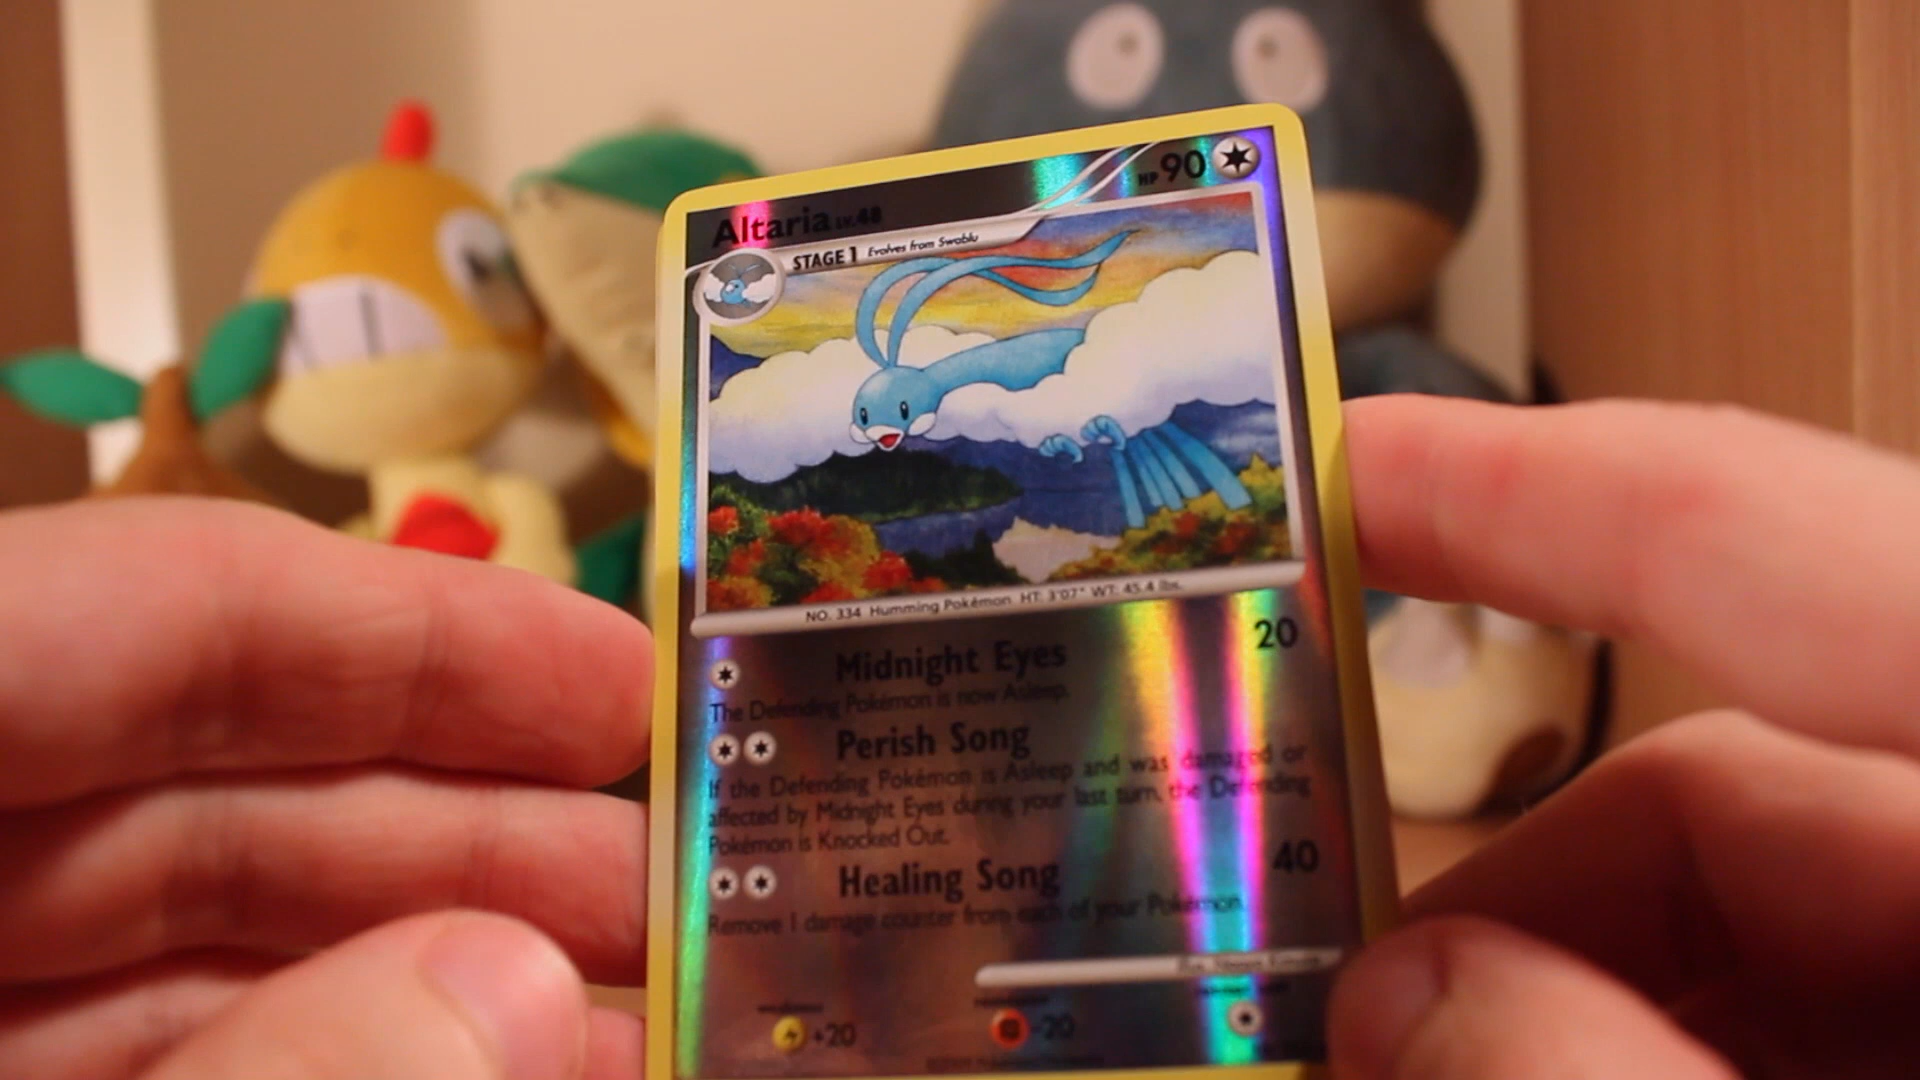 Altaria LV.48 HP 90
STAGE 1 Evolves from Swablu
NO. 334 Humming Pokémon HT: 3'07" WT: 45.4 lbs.
Midnight Eyes 20
The Defending Pokémon is now Asleep.
Perish Song
If the Defending Pokémon is Asleep and was damaged or
affected by Midnight Eyes during your last turn, the Defending
Pokémon is Knocked Out.
Healing Song 40
Remove 1 damage counter from each of your Pokémon.
+20 -20